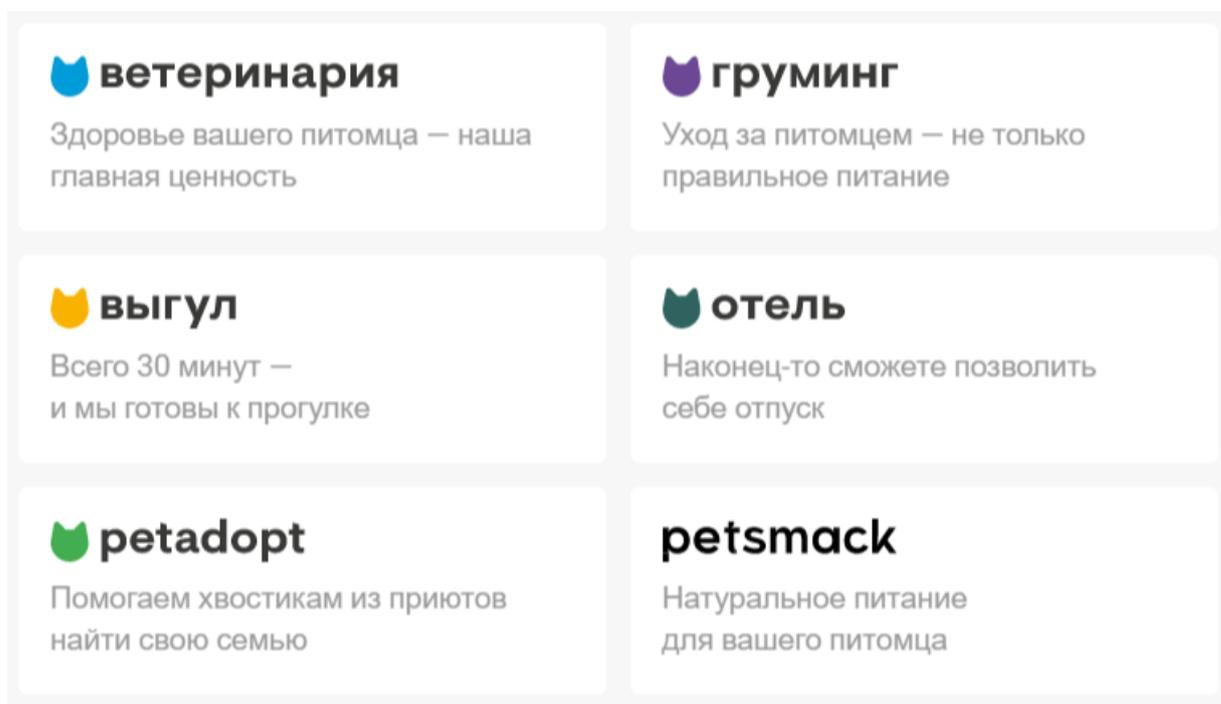 ветеринария
Здоровье вашего питомца — наша
главная ценность
груминг
Уход за питомцем — не только
правильное питание
выгул
Всего 30 минут —
и мы готовы к прогулке
отель
Наконец-то сможете позволить
себе отпуск
petadopt
Помогаем хвостикам из приютов
найти свою семью
petsmack
Натуральное питание
для вашего питомца